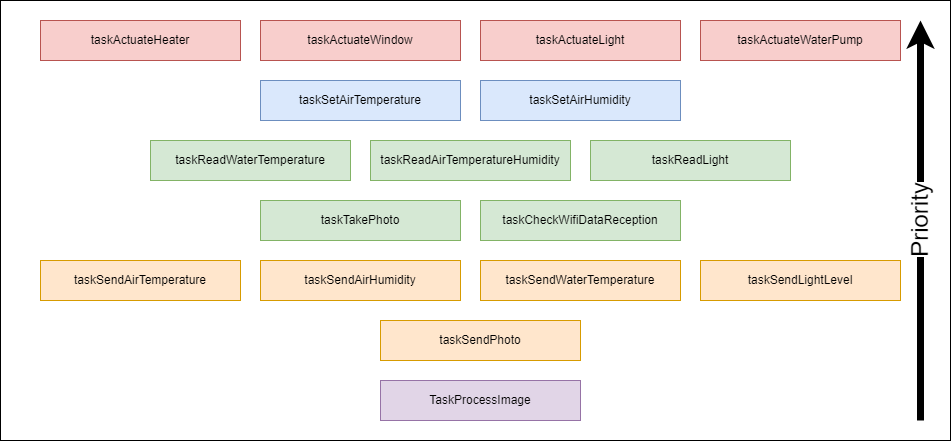 taskActuateHeater
taskActuateWindow
taskActuateLight
taskActuateWaterPump
taskSetAirTemperature
taskSetAirHumidity
taskReadWaterTemperature
taskReadAirTemperatureHumidity
taskReadLight
taskTakePhoto
taskCheckWifiDataReception
taskSendAirTemperature
taskSendAirHumidity
taskSendWaterTemperature
taskSendLightLevel
taskSendPhoto
TaskProcessImage
Priority